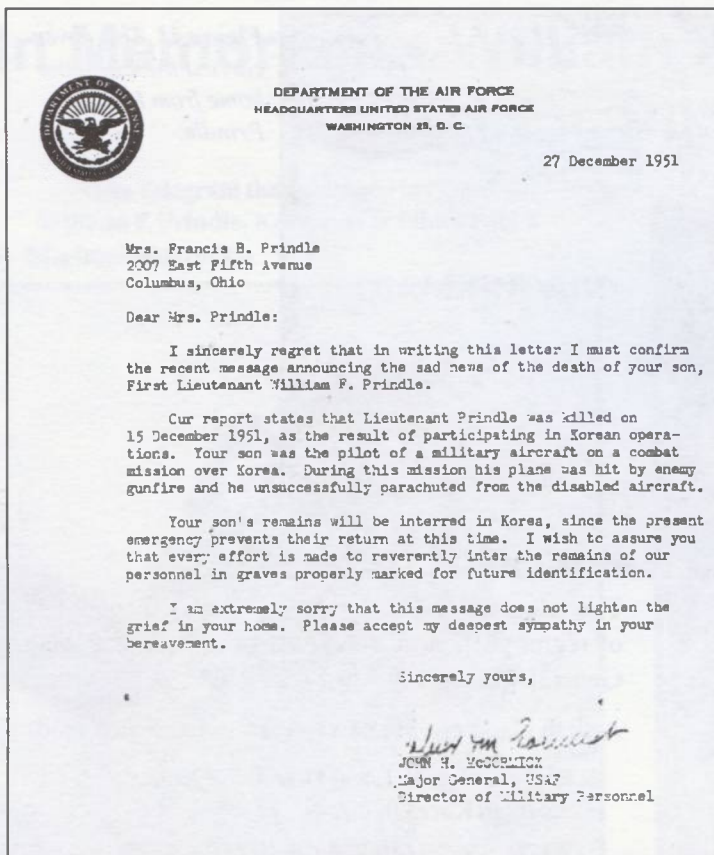 DEPARTMENT OF DEFENSE
DEPARTMENT OF THE AIR FORCE
HEADQUARTERS UNITED STATES AIR FORCE
WASHINGTON 25, D. C.
27 December 1951
Mrs. Francis B. Prindle
2007 East Fifth Avenue
Columbus, Ohio
Dear Mrs. Prindle:
I sincerely regret that in writing this letter I must confirm
the recent message announcing the sad news of the death of your son,
First Lieutenant William F. Prindle.
Our report states that Lieutenant Prindle was killed on
15 December 1951, as the result of participating in Korean opera-
tions. Your son was the pilot of a military aircraft on a combat
mission over Korea. During this mission his plane was hit by enemy
gunfire and he unsuccessfully parachuted from the disabled aircraft.
Your son's remains will be interred in Korea, since the present
emergency prevents their return at this time. I wish to assure you
that every effort is made to reverently inter the remains of our
personnel in graves properly marked for future identification.
I am extremely sorry that this message does not lighten the
grief in your home. Please accept my deepest sympathy in your
bereavement.
Sincerely yours,
JOHN H. McCORMICK
Major General, USAF
Director of Military Personnel